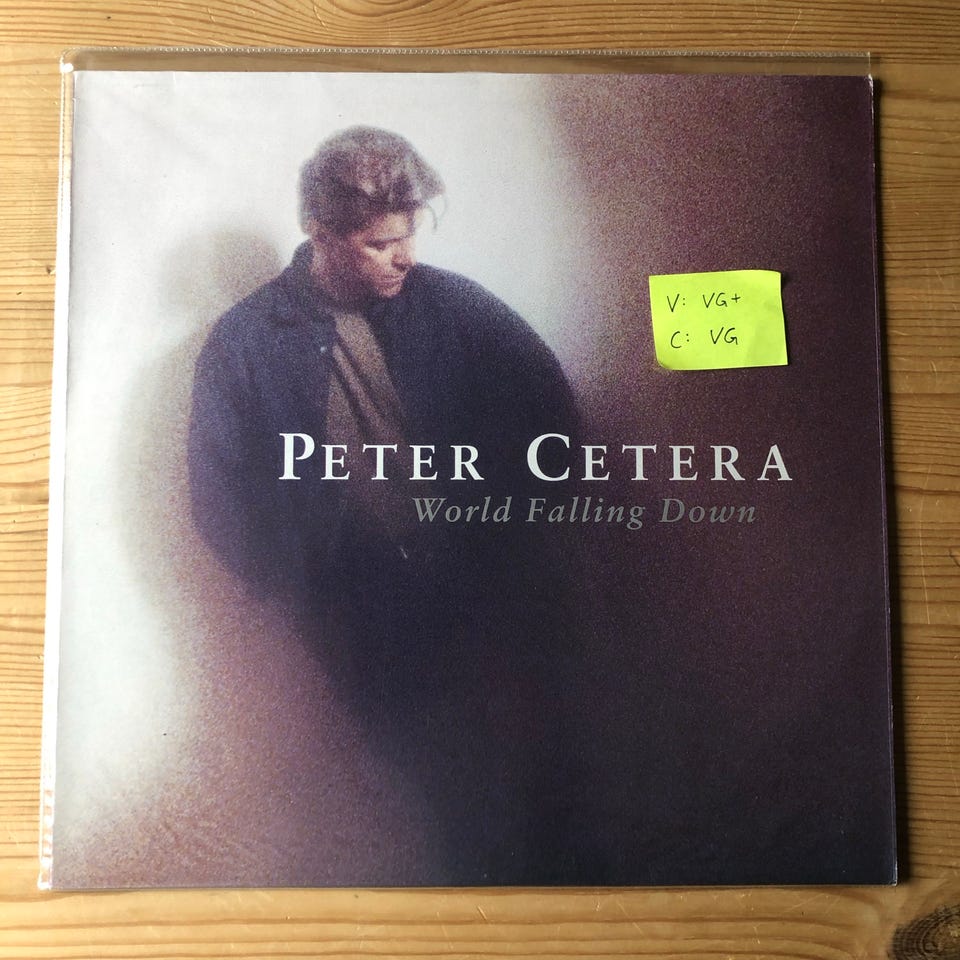 V: VG+
C: VG
PETER CETERA
World Falling Down